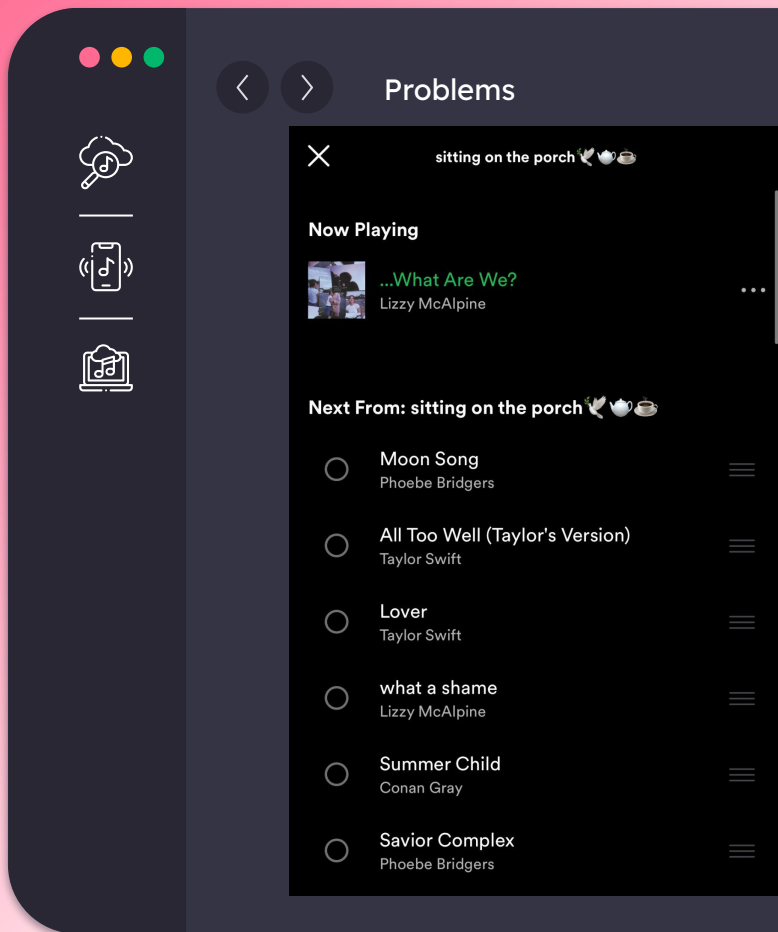 Problems
sitting on the porch🕊️🫖☕
Now Playing
...What Are We?
Lizzy McAlpine
Next From: sitting on the porch🕊️🫖☕
Moon Song
Phoebe Bridgers
All Too Well (Taylor's Version)
Taylor Swift
Lover
Taylor Swift
what a shame
Lizzy McAlpine
Summer Child
Conan Gray
Savior Complex
Phoebe Bridgers